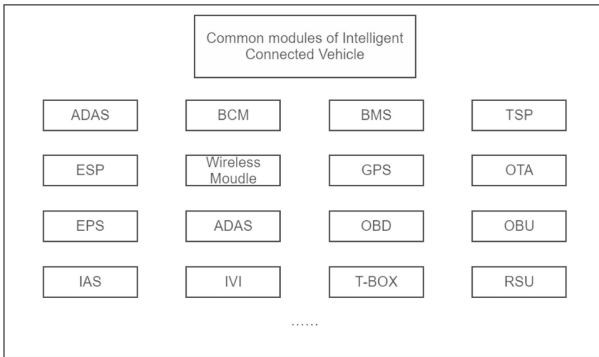 Common modules of Intelligent
Connected Vehicle
ADAS
BCM
BMS
TSP
ESP
Wireless
Moudle
GPS
OTA
EPS
ADAS
OBD
OBU
IAS
IVI
T-BOX
RSU
......